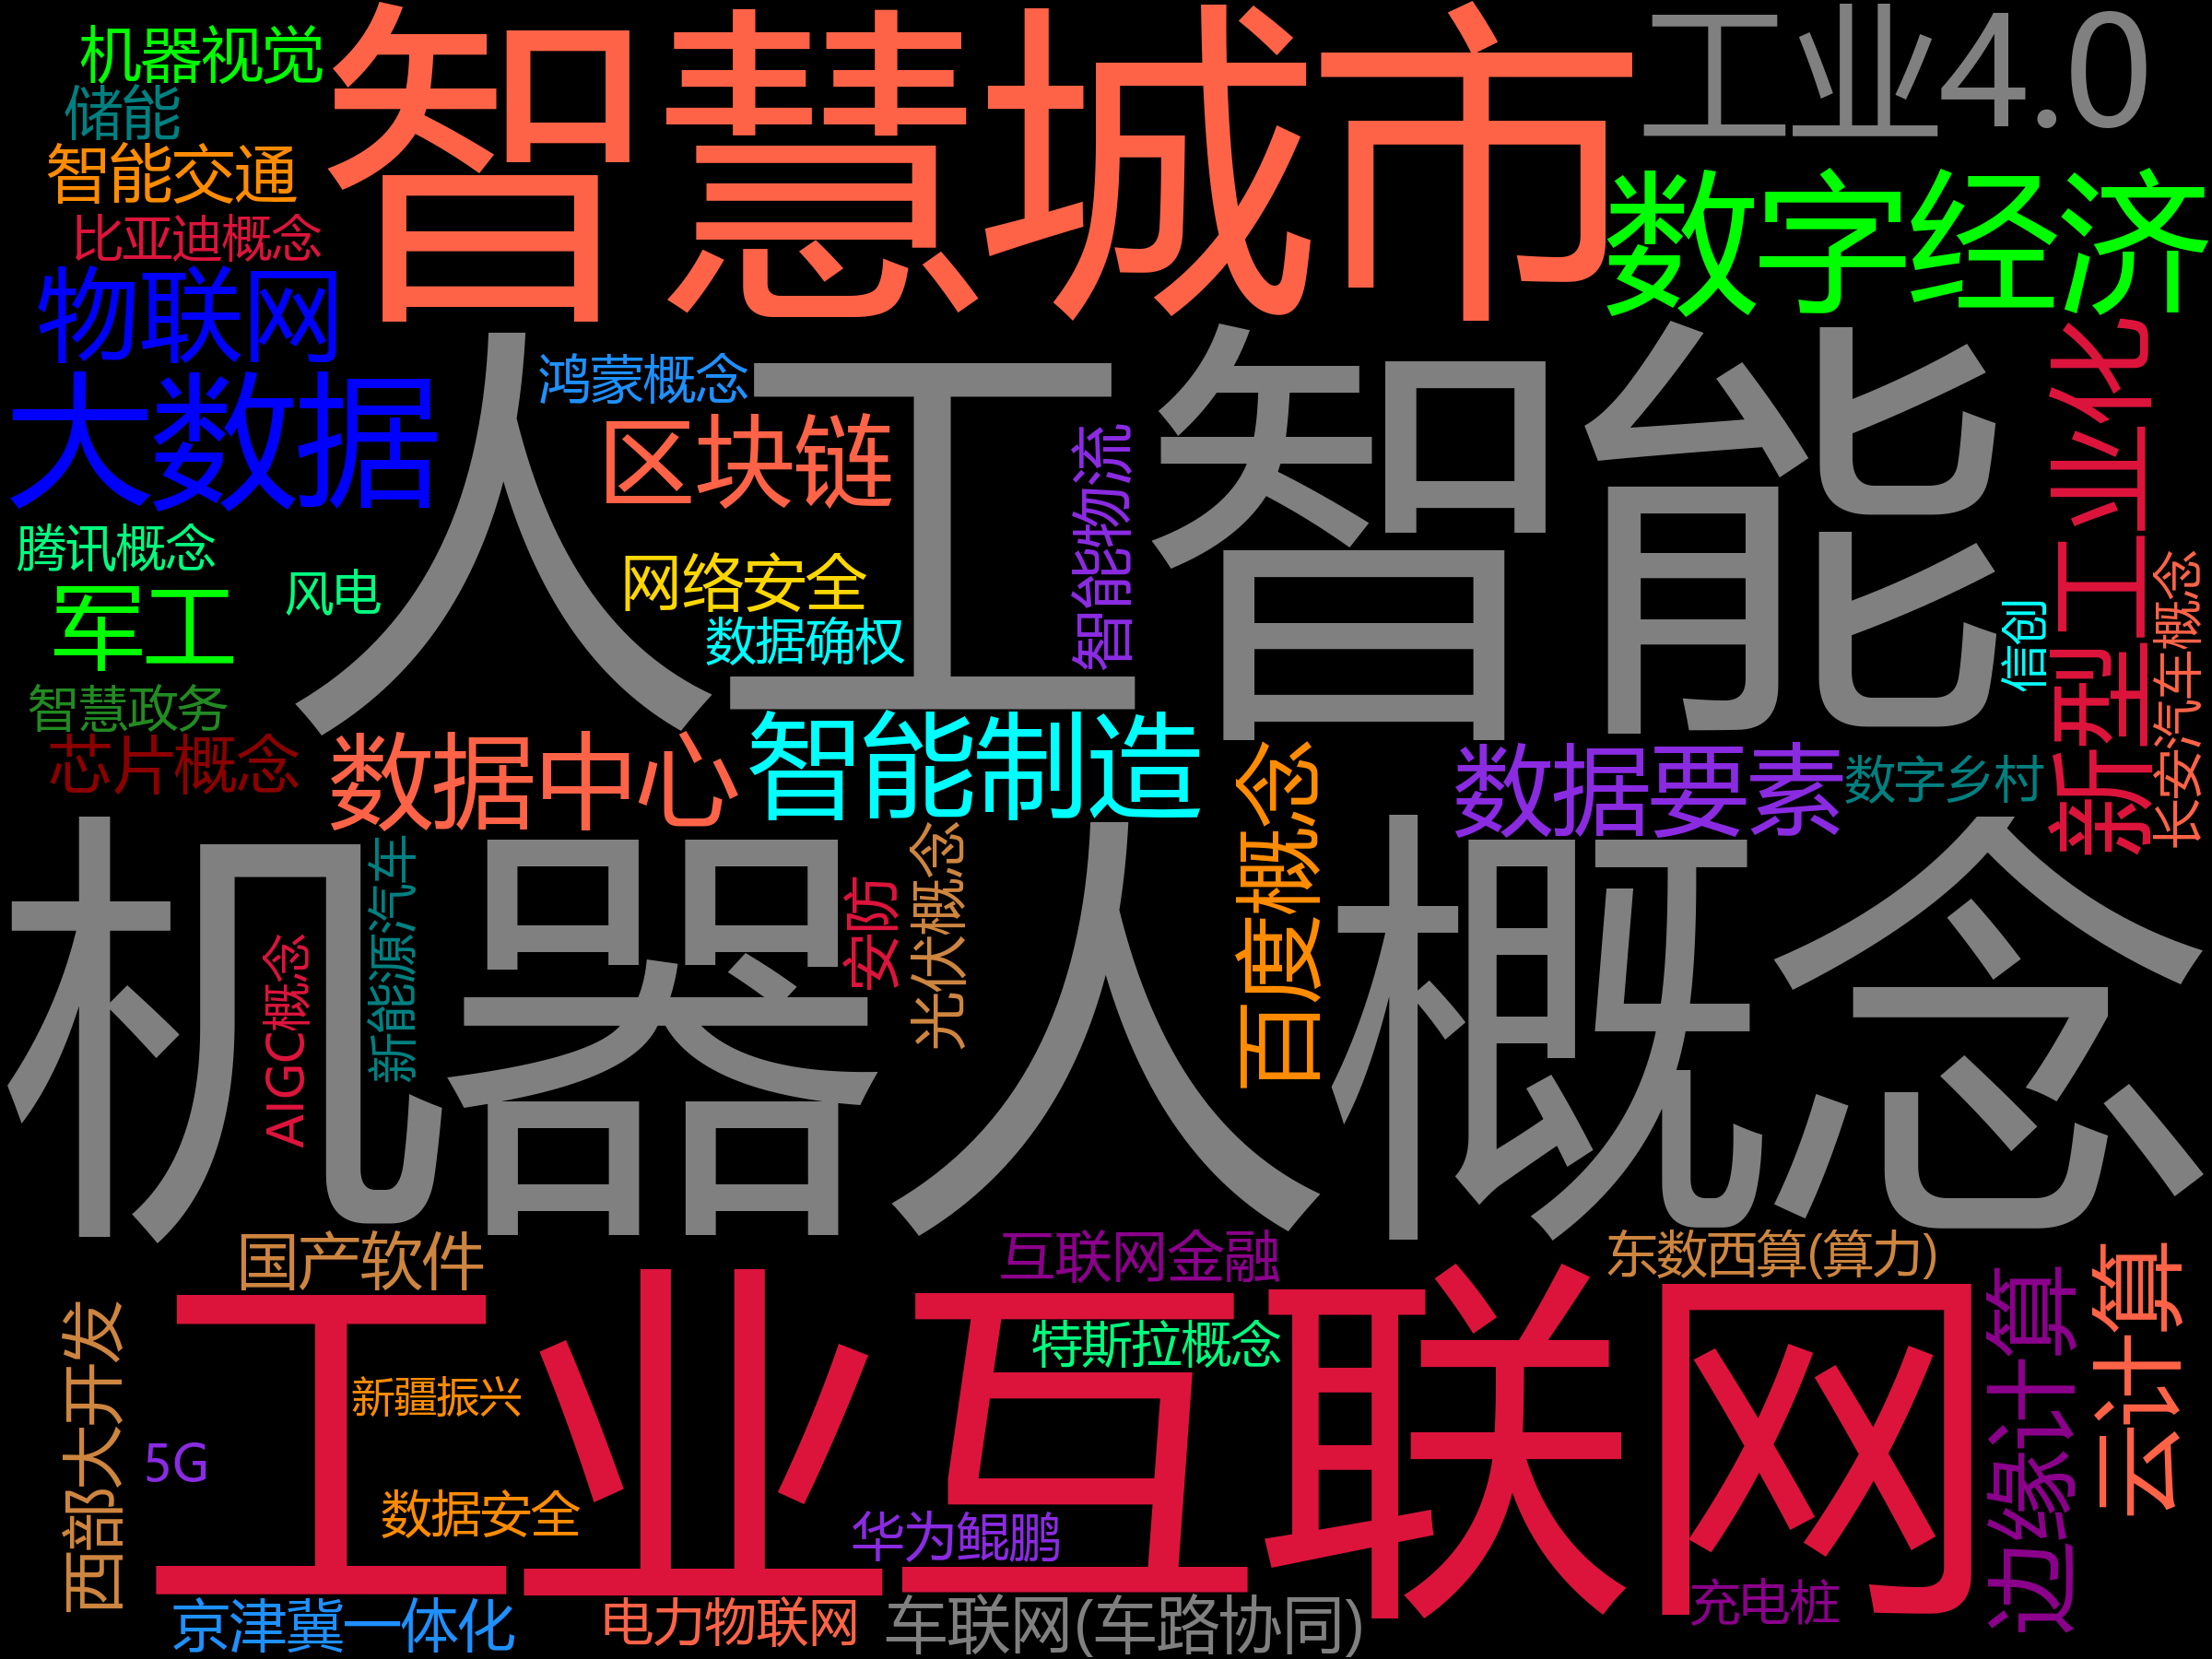 机器视觉
智慧城市
工业4.0
储能
智能交通
数字经济
比亚迪概念
物联网
人工智能
鸿蒙概念
大数据
区块链
智能物流
新型工业化
腾讯概念
风电
网络安全
军工
数据确权
信创
长安汽车概念
智慧政务
芯片概念
数据中心
智能制造
百度概念
数据要素
数字乡村
机器人概念
新能源汽车
AIGC概念
安防
光伏概念
国产软件
互联网金融
东数西算(算力)
边缘计算
云计算
西部大开发
工业互联网
特斯拉概念
新疆振兴
5G
数据安全
华为鲲鹏
充电桩
京津冀一体化
电力物联网
车联网(车路协同)